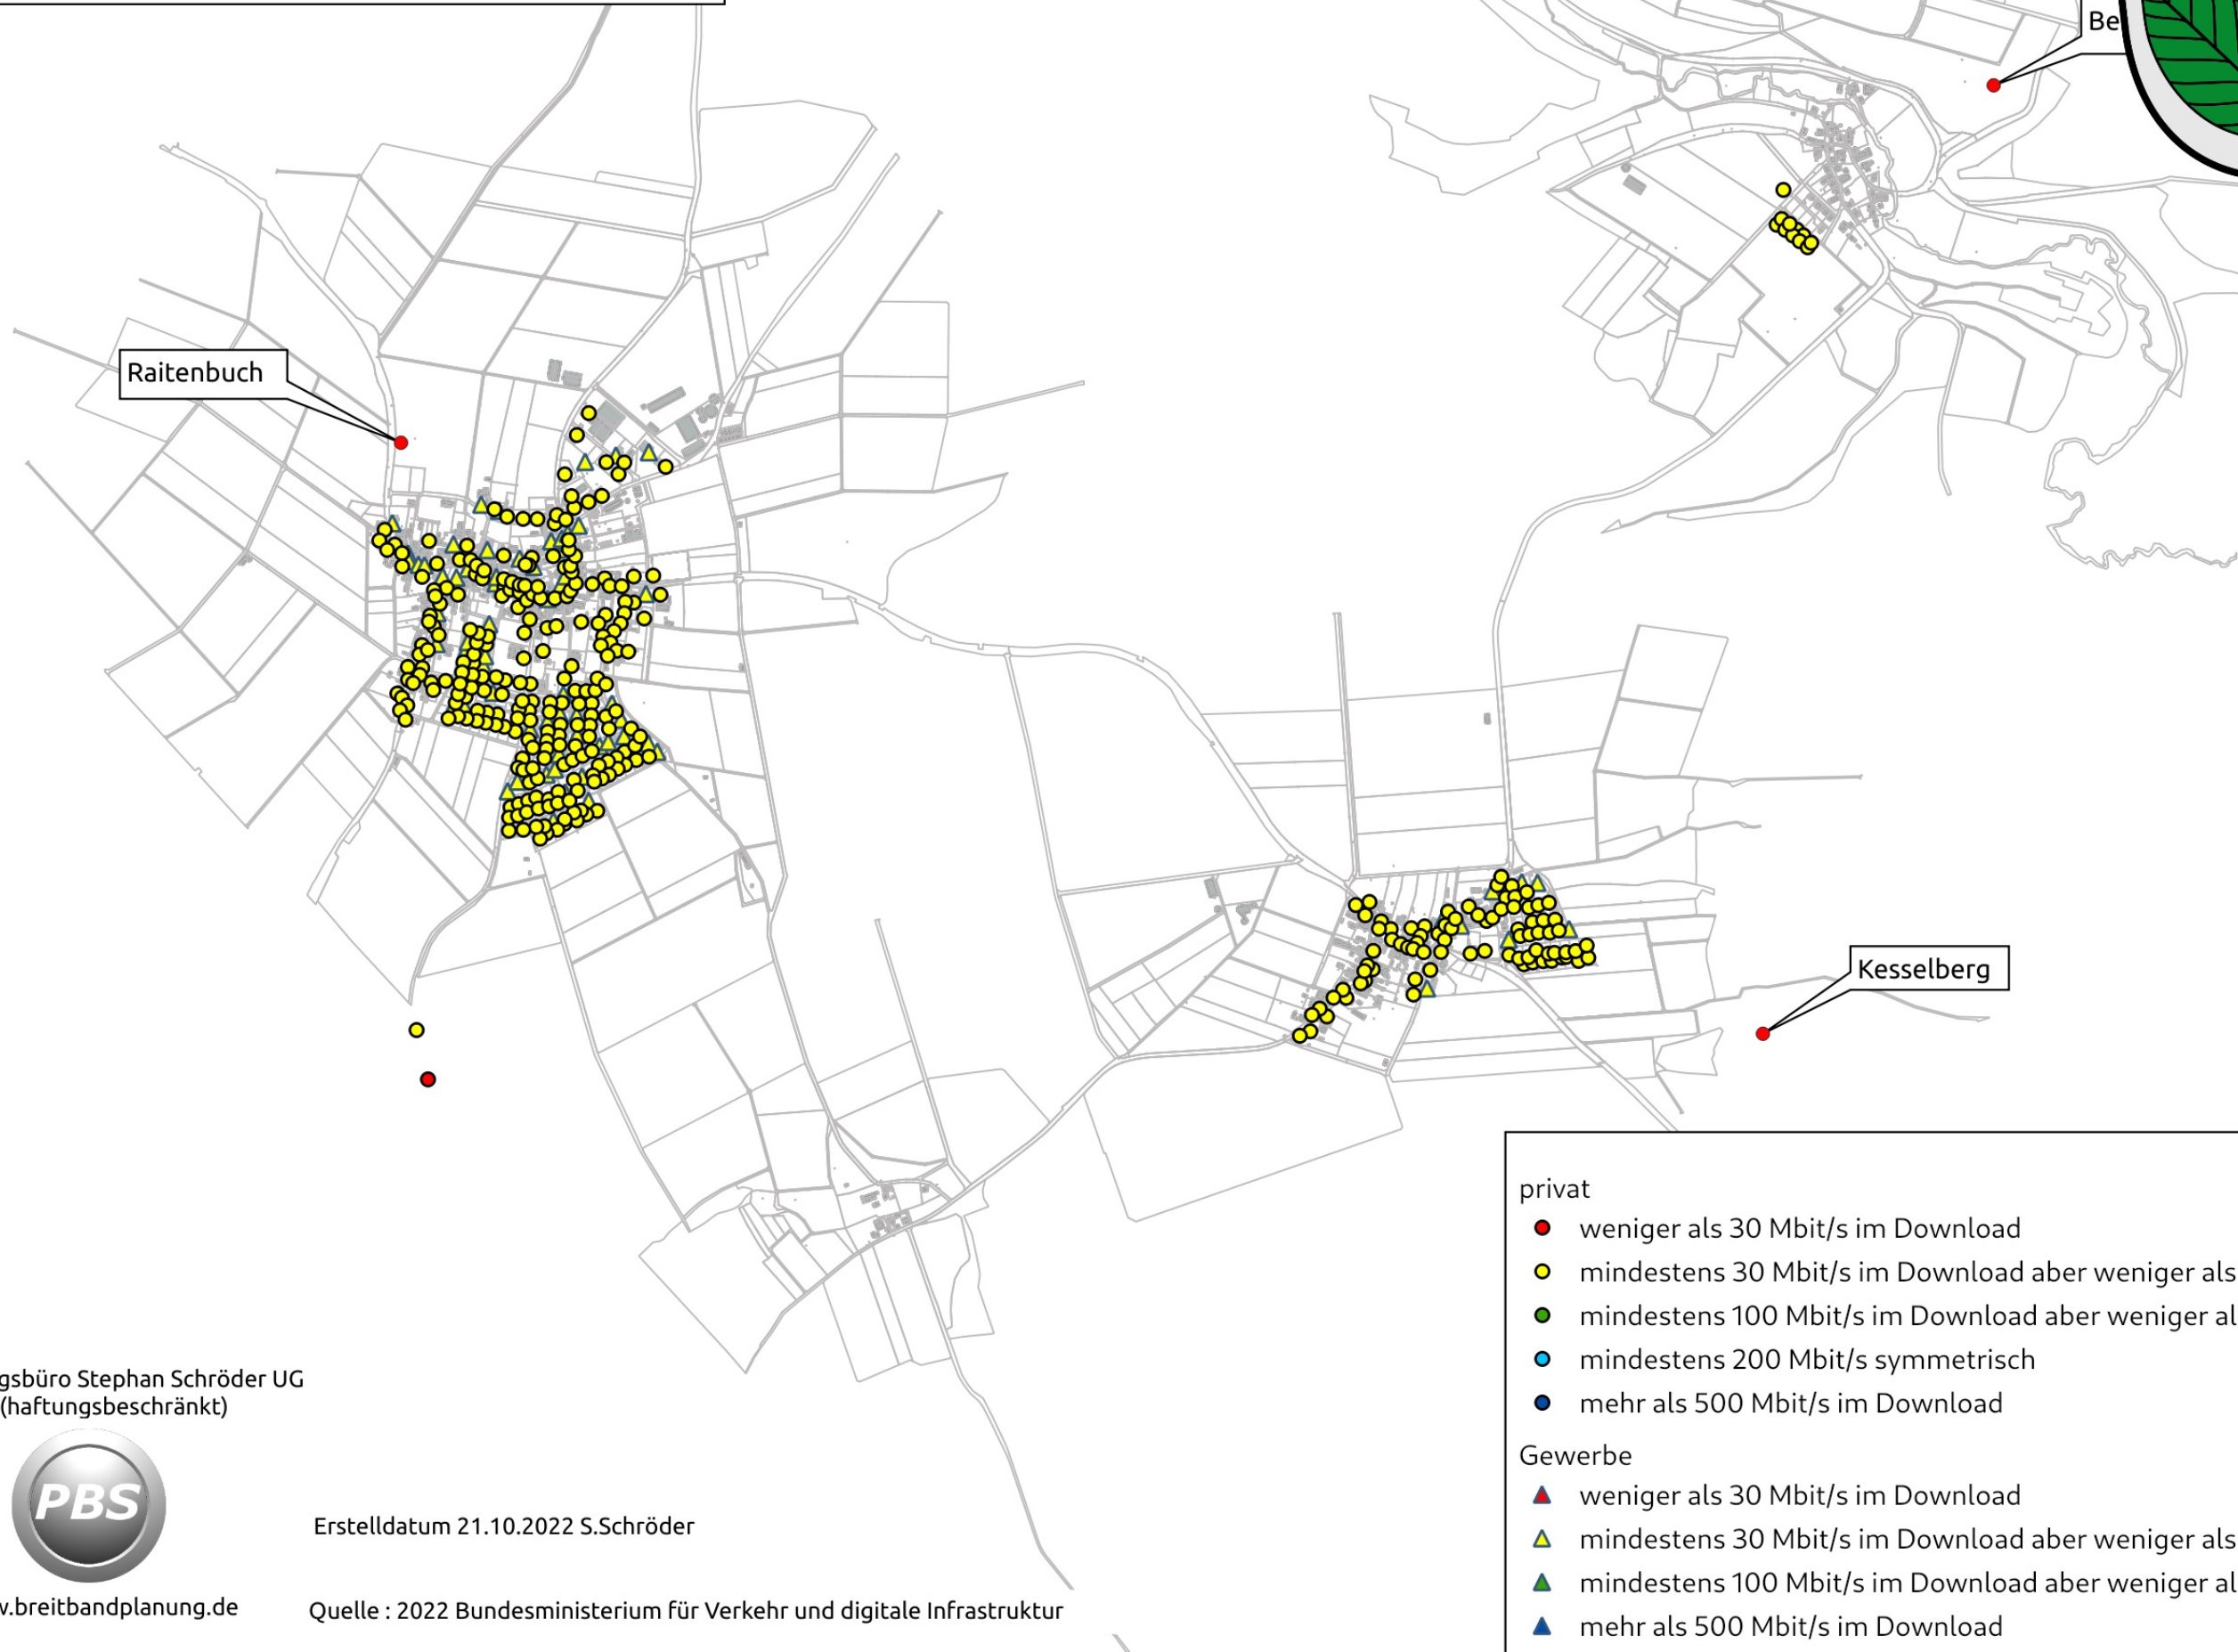 Be
Raitenbuch
Kesselberg
privat
weniger als 30 Mbit/s im Download
mindestens 30 Mbit/s im Download aber weniger als
mindestens 100 Mbit/s im Download aber weniger al
mindestens 200 Mbit/s symmetrisch
mehr als 500 Mbit/s im Download
Gewerbe
weniger als 30 Mbit/s im Download
mindestens 30 Mbit/s im Download aber weniger als
mindestens 100 Mbit/s im Download aber weniger al
mehr als 500 Mbit/s im Download
gsbüro Stephan Schröder UG
(haftungsbeschränkt)
PBS
Erstelldatum 21.10.2022 S.Schröder
w.breitbandplanung.de
Quelle : 2022 Bundesministerium für Verkehr und digitale Infrastruktur